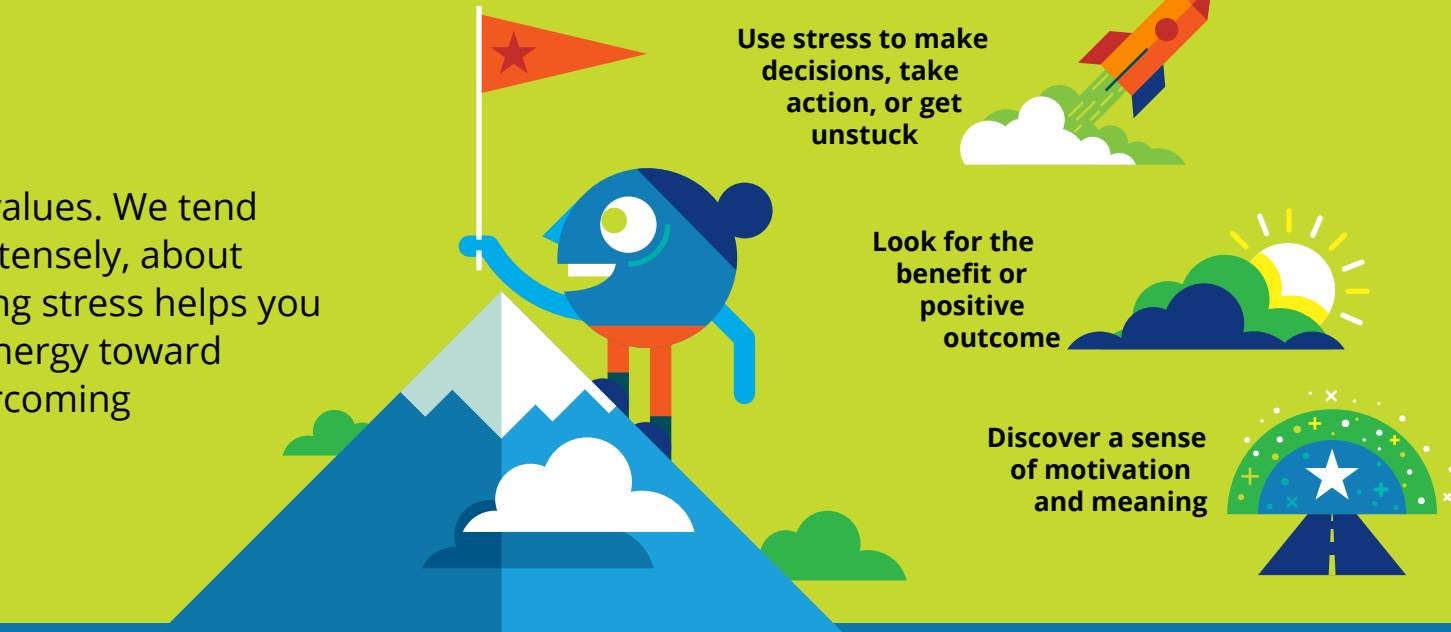 values. We tend
tensely, about
ng stress helps you
nergy toward
rcoming
Use stress to make
decisions, take
action, or get
unstuck
Look for the
benefit or
positive
outcome
Discover a sense
of motivation
and meaning